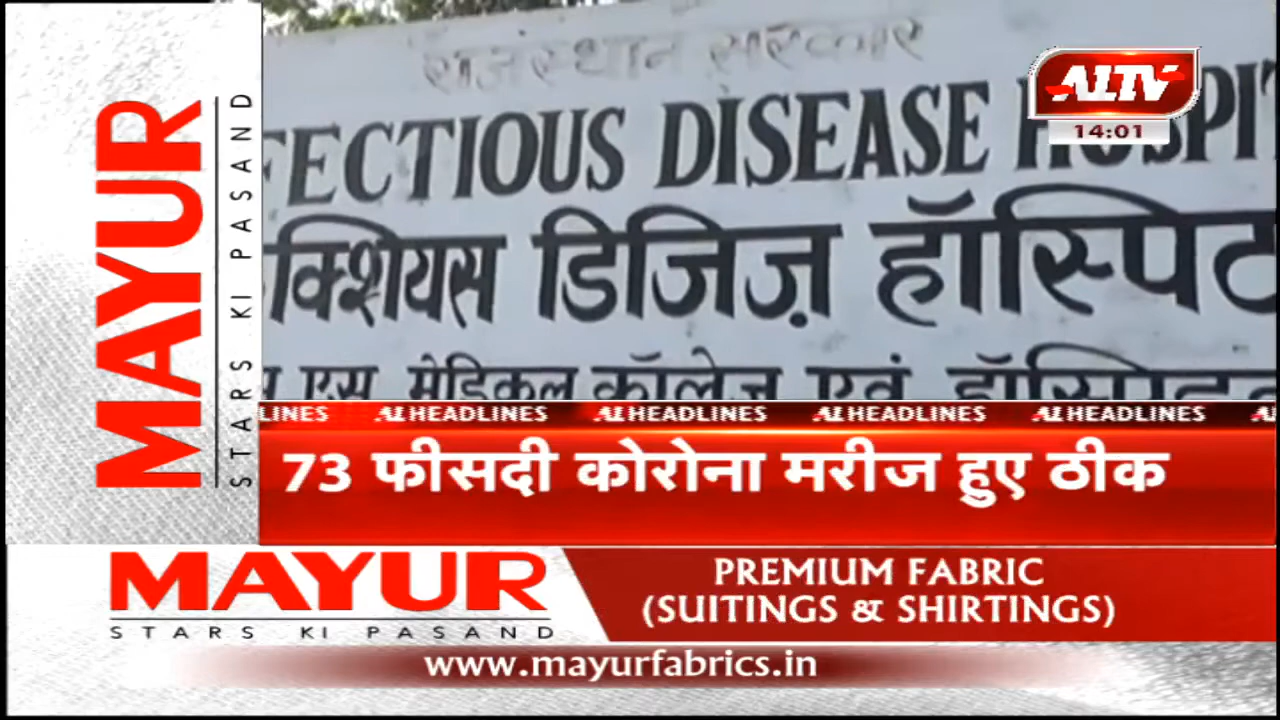 MAYUR
STARS KI PASAND
राजस्थान सरकार
FECTIOUS DISEASE HOSPI
क्शियस डिजिज़ हॉस्पिट
एस मेडिकल कॉलेज एवं हॉस्पिटल
ALTV
14:01
LINES AL HEADLINES AL HEADLINES AL HEADLINES AL HEADLINES
73 फीसदी कोरोना मरीज हुए ठीक
MAYUR
STARS KI PASAND
PREMIUM FABRIC
(SUITINGS & SHIRTINGS)
www.mayurfabrics.in